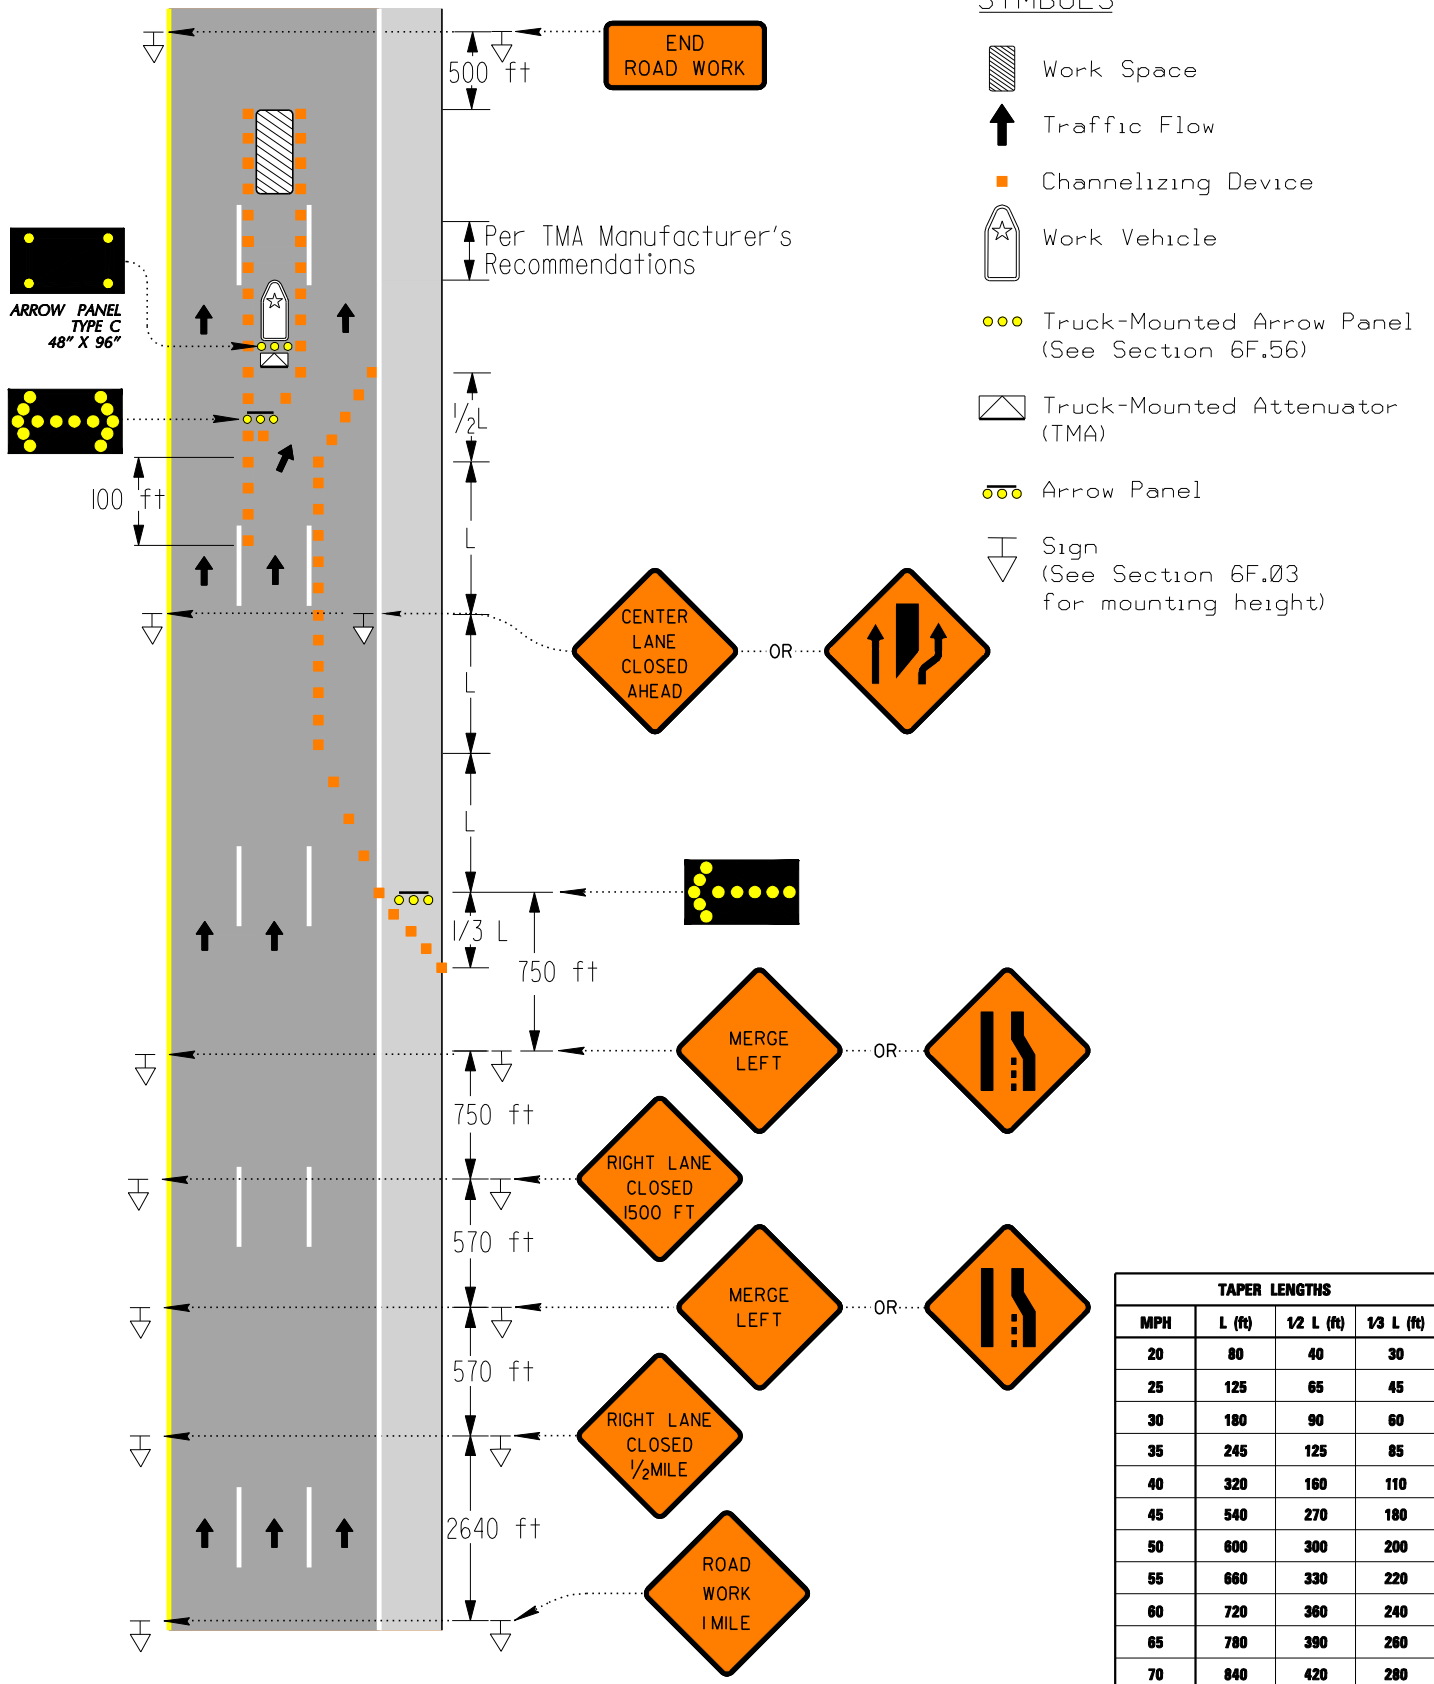 SYMBOLS
END
ROAD WORK
500 ft
Work Space
Traffic Flow
Channelizing Device
Work Vehicle
Per TMA Manufacturer's
Recommendations
ARROW PANEL
TYPE C
48" X 96"
Truck-Mounted Arrow Panel
(See Section 6F.56)
Truck-Mounted Attenuator
(TMA)
1/2L
100 ft
Arrow Panel
L
Sign
(See Section 6F.03
for mounting height)
CENTER
LANE
CLOSED
AHEAD
OR
L
L
1/3 L
750 ft
MERGE
LEFT
OR
750 ft
RIGHT LANE
CLOSED
1500 FT
570 ft
MERGE
LEFT
OR
570 ft
RIGHT LANE
CLOSED
1/2MILE
2640 ft
ROAD
WORK
1 MILE
TAPER LENGTHS
MPH L (ft) 1/2 L (ft) 1/3 L (ft)
20 80 40 30
25 125 65 45
30 180 90 60
35 245 125 85
40 320 160 110
45 540 270 180
50 600 300 200
55 660 330 220
60 720 360 240
65 780 390 260
70 840 420 280